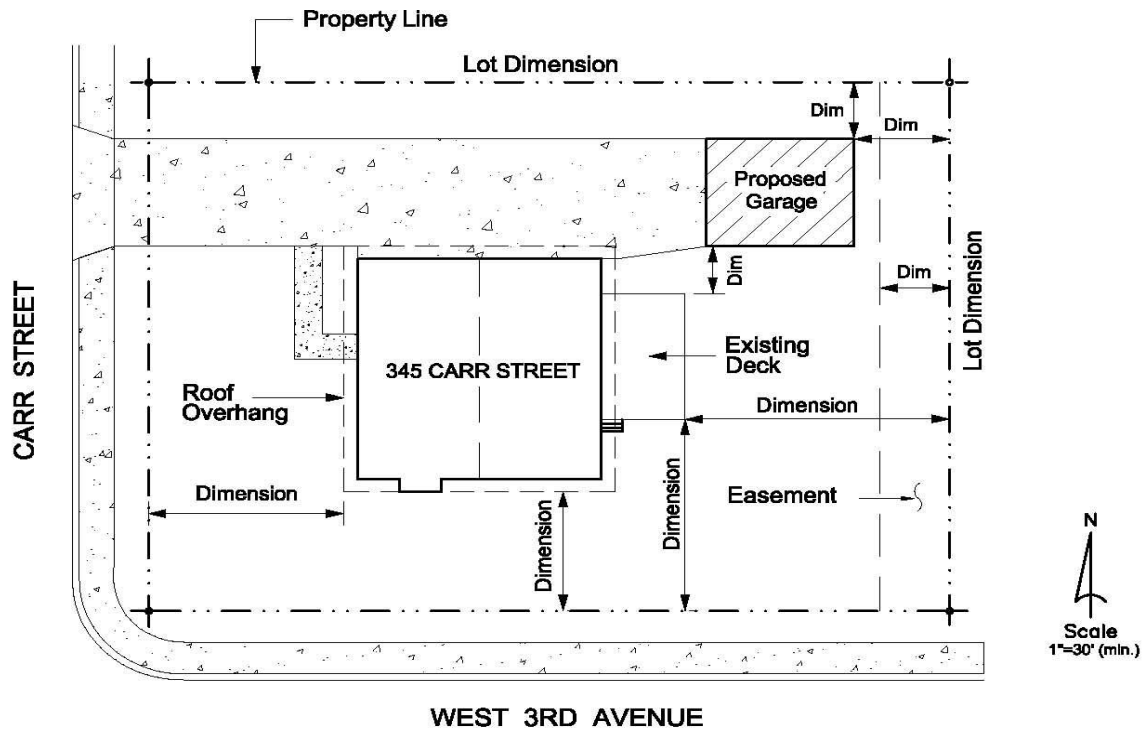 Property Line
Lot Dimension
Dim
Dim
Proposed
Garage
Dim
Dim
Lot Dimension
CARR STREET
345 CARR STREET
Existing
Deck
Roof
Overhang
Dimension
Dimension
Dimension
Dimension
Easement
N
Scale
1"=30' (min.)
WEST 3RD AVENUE